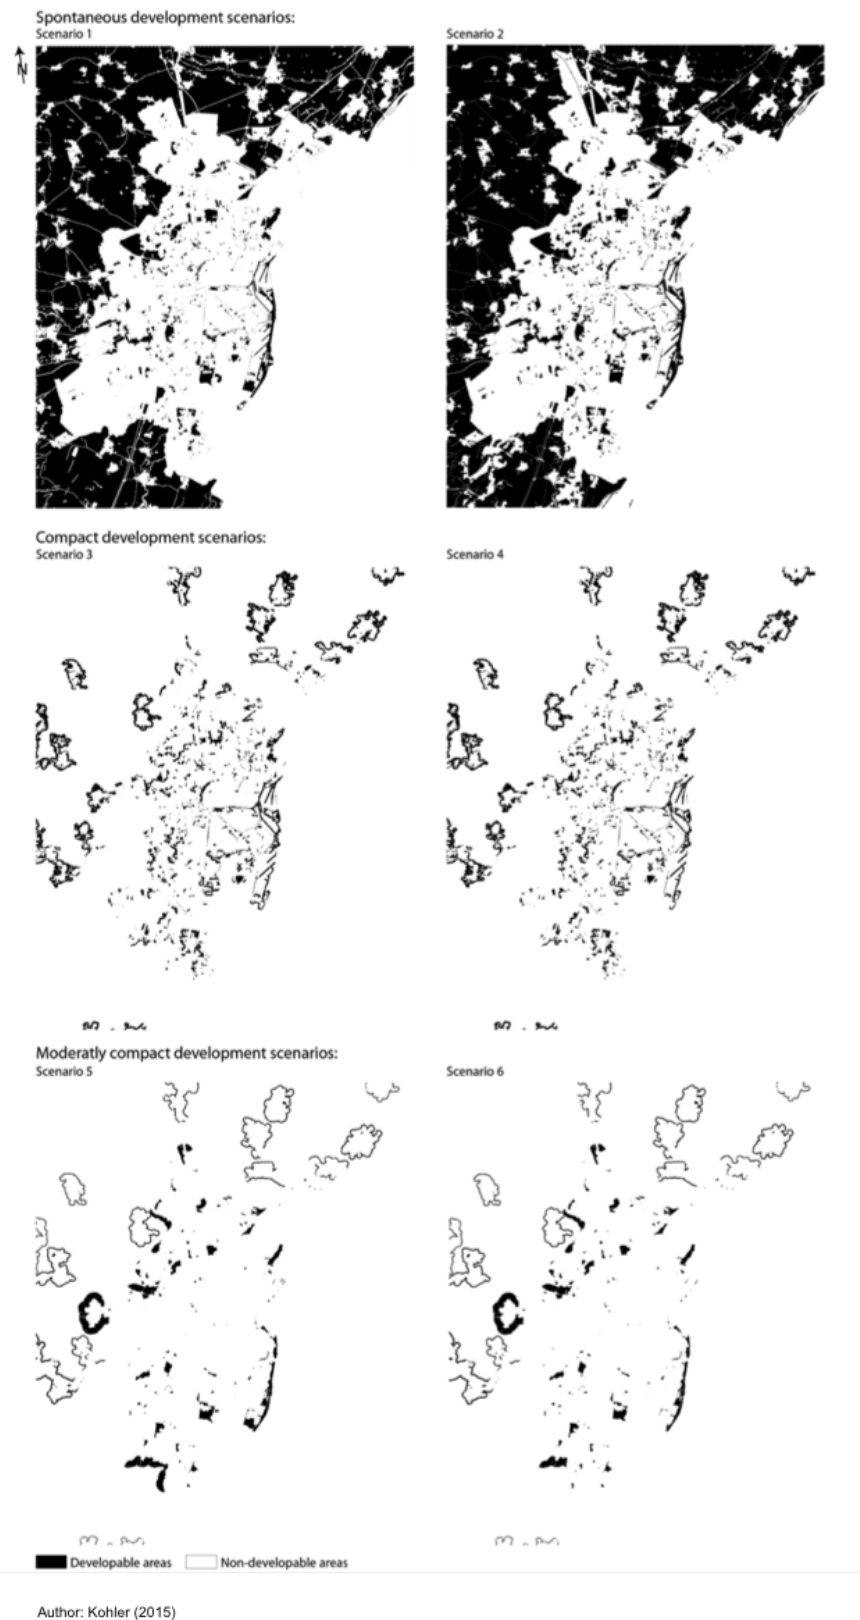 Spontaneous development scenarios:
Scenario 1
Scenario 2
N
Compact development scenarios:
Scenario 3
Scenario 4
Moderatly compact development scenarios:
Scenario 5
Scenario 6
Developable areas
Non-developable areas
Author: Kohler (2015)